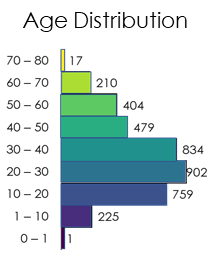 Age Distribution
70 – 80 17
60 – 70 210
50 – 60 404
40 – 50 479
30 – 40 834
20 – 30 902
10 – 20 759
1 – 10 225
0 – 1 1